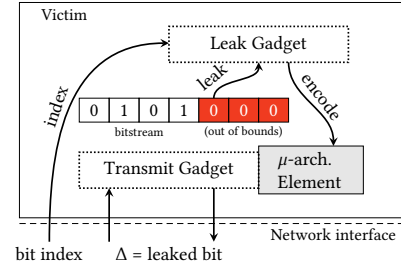 Victim
Leak Gadget
index
leak
encode
0 1 0 1 0 0 0
bitstream (out of bounds)
Transmit Gadget
μ-arch.
Element
Network interface
bit index Δ = leaked bit